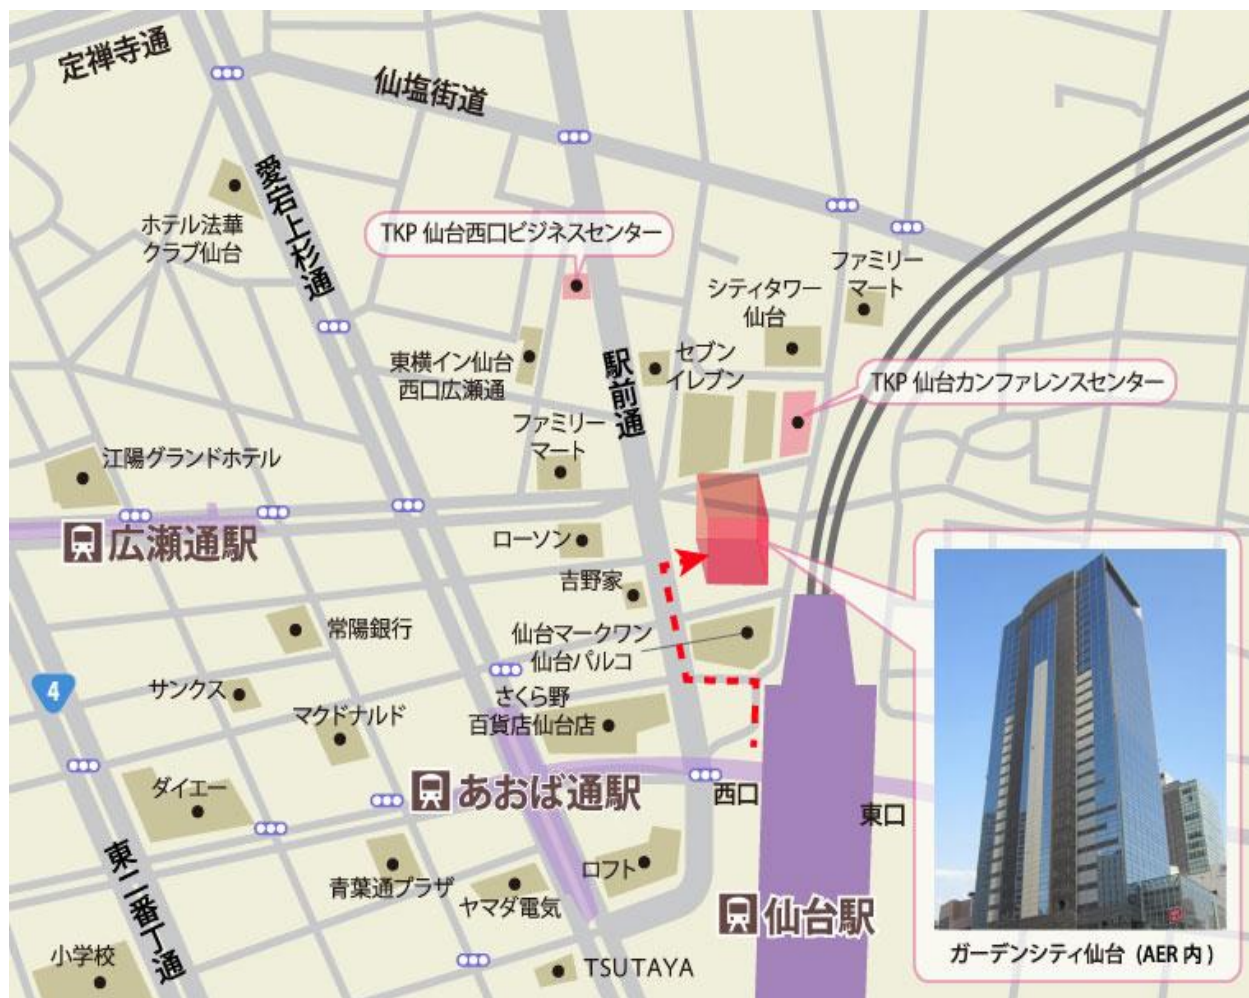 定禅寺通
仙塩街道
愛宕上杉通
ホテル法華
クラブ仙台
TKP 仙台西口ビジネスセンター
ファミリー
マート
シティタワー
仙台
東横イン仙台
西口広瀬通
駅前通
セブン
イレブン
TKP 仙台カンファレンスセンター
ファミリー
マート
江陽グランドホテル
広瀬通駅
ローソン
吉野家
常陽銀行
仙台マークワン
仙台パルコ
4
サンクス
さくら野
百貨店仙台店
マクドナルド
ダイエー
あおば通駅
西口
東口
東二番丁通
青葉通プラザ
ヤマダ電気
ロフト
仙台駅
小学校
TSUTAYA
ガーデンシティ仙台 (AER 内)